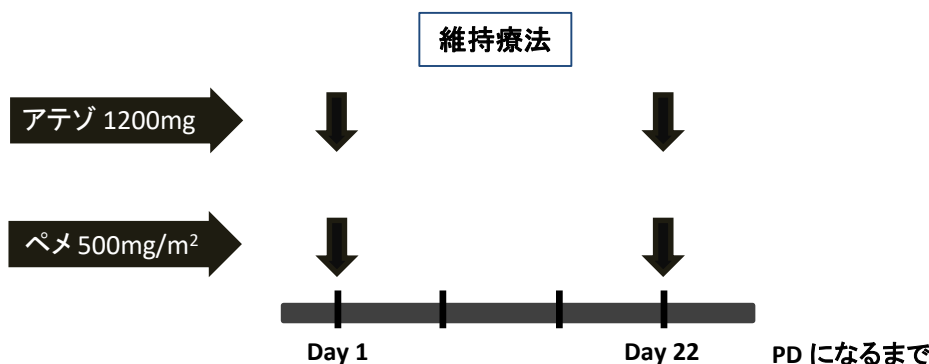 維持療法
アテゾ 1200mg
ペメ 500mg/m²
Day 1
Day 22
PD になるまで